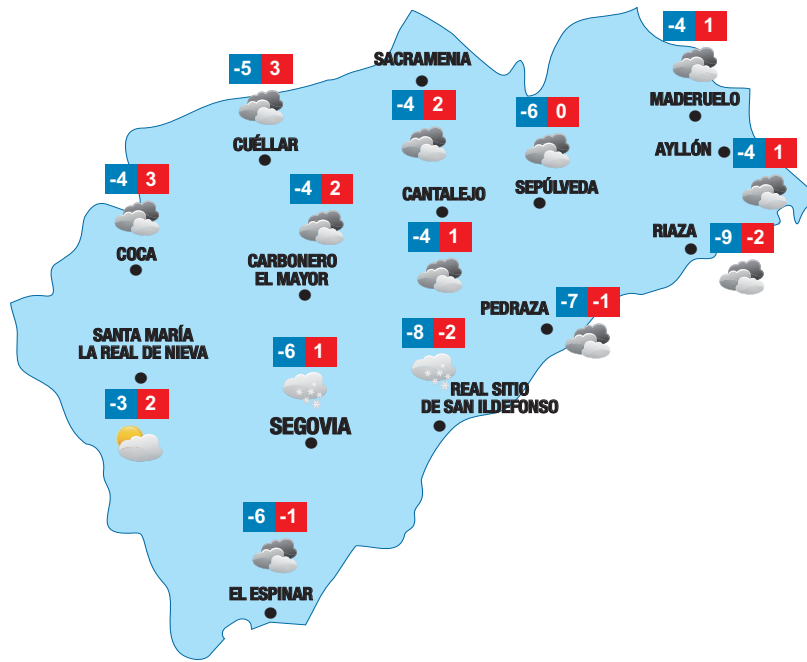 -4 1
MADERUELO
SACRAMENIA
-4 2
-5 3
CUÉLLAR
-6 0
SEPÚLVEDA
AYLLÓN
-4 1
-4 3
COCA
-4 2
CARBONERO
EL MAYOR
CANTALEJO
-4 1
RIAZA
-9 -2
PEDRAZA
-7 -1
SANTA MARÍA
LA REAL DE NIEVA
-3 2
-6 1
SEGOVIA
-8 -2
REAL SITIO
DE SAN ILDEFONSO
-6 -1
EL ESPINAR